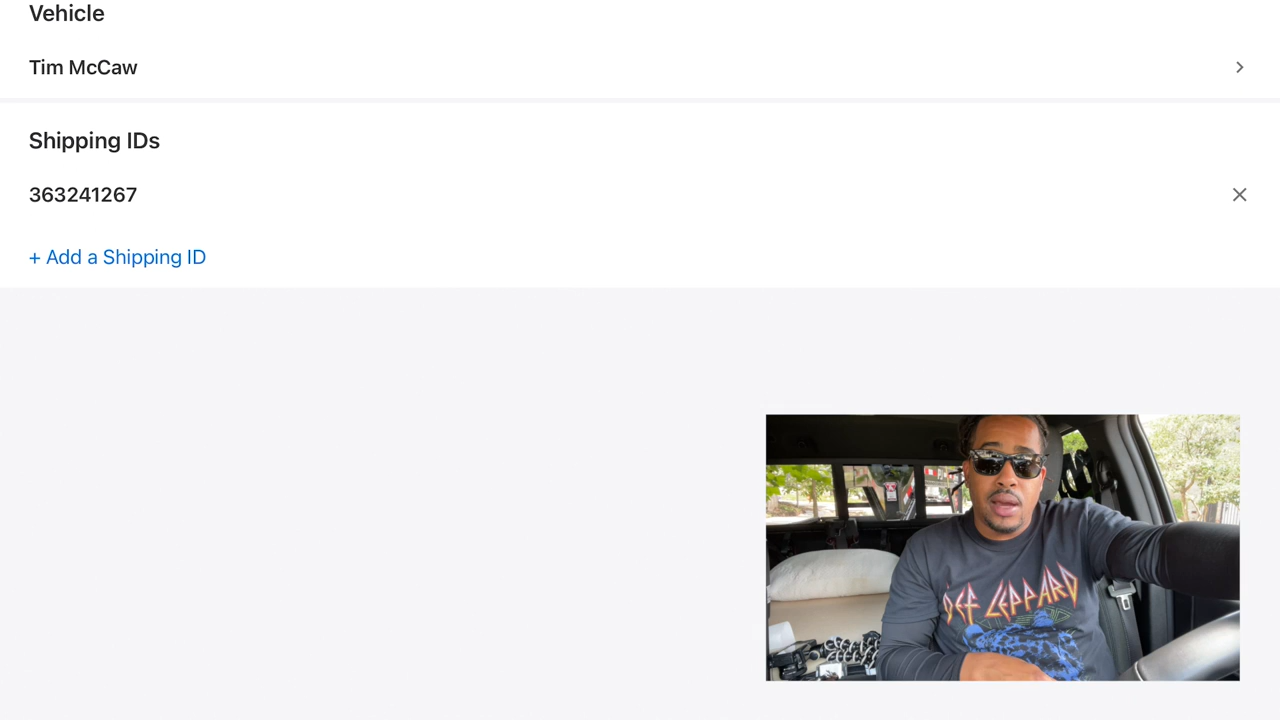 Vehicle
Tim McCaw
Shipping IDs
363241267
+ Add a Shipping ID
DEF LEPPARD